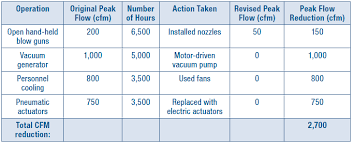 Operation Original Peak Flow (cfm) Number of Hours Action Taken Revised Peak Flow (cfm) Peak Flow Reduction (cfm)
Open hand-held blow guns 200 6,500 Installed nozzles 50 150
Vacuum generator 1,000 5,000 Motor-driven vacuum pump 0 1,000
Personnel cooling 800 3,500 Used fans 0 800
Pneumatic actuators 750 3,500 Replaced with electric actuators 0 750
Total CFM reduction: 2,700